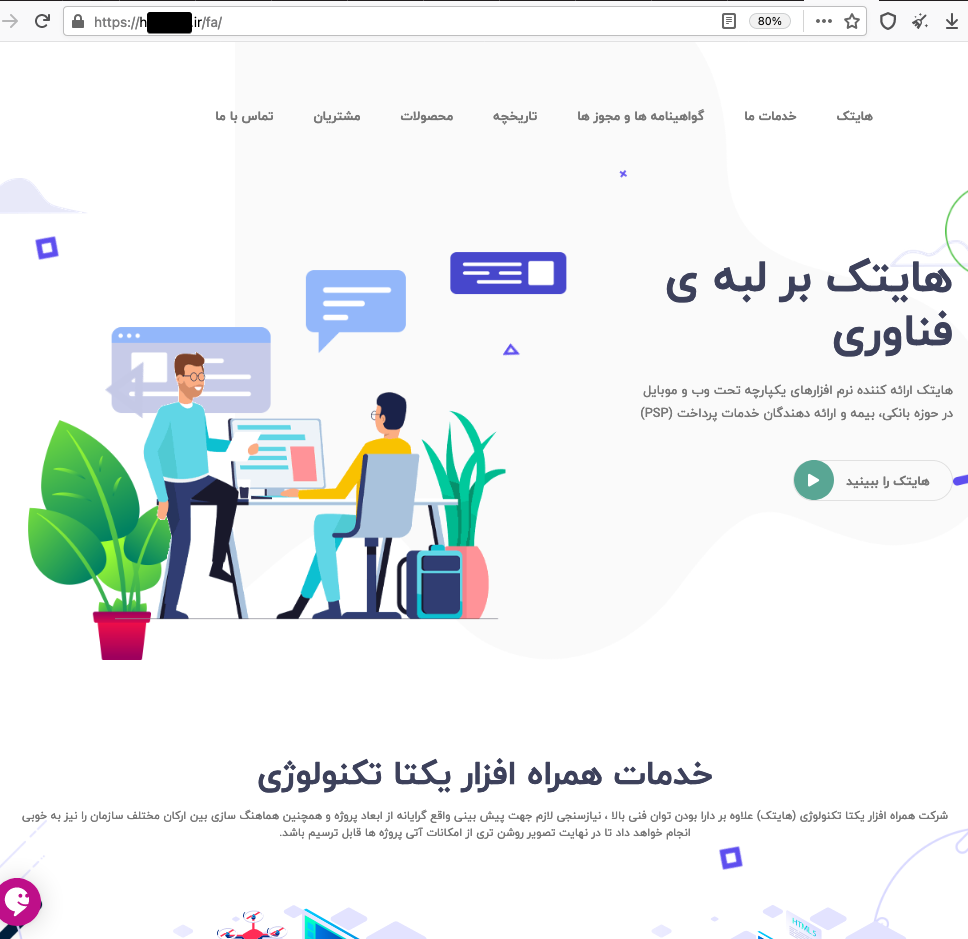 https://h .ir/fa/
80%
هایتک
خدمات ما
گواهینامه ها و مجوز ها
تاریخچه
محصولات
مشتریان
تماس با ما
هایتک بر لبه ی
فناوری
هایتک ارائه کننده نرم افزارهای یکپارچه تحت وب و موبایل
در حوزه بانکی، بیمه و ارائه دهندگان خدمات پرداخت (PSP)
هایتک را ببینید
خدمات همراه افزار یکتا تکنولوژی
شرکت همراه افزار یکتا تکنولوژی (هایتک) علاوه بر دارا بودن توان فنی بالا ، نیازسنجی لازم جهت پیش بینی واقع گرایانه از ابعاد پروژه و همچنین هماهنگ سازی بین ارکان مختلف سازمان را نیز به خوبی
انجام خواهد داد تا در نهایت تصویر روشن تری از امکانات آتی پروژه ها قابل ترسیم باشد.
HTML 5